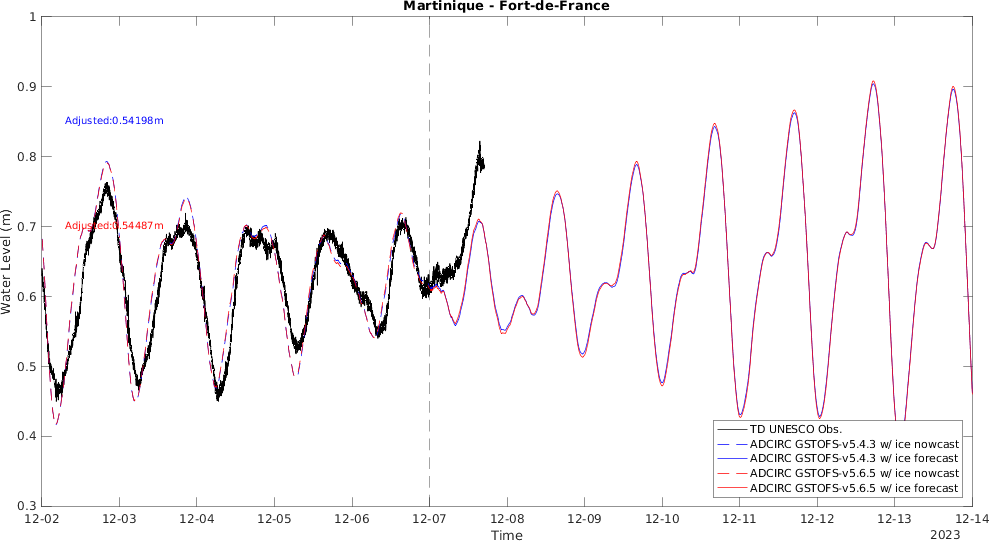 Martinique - Fort-de-France
1
0.9
0.8
0.7
0.6
0.5
0.4
0.3
Water Level (m)
Adjusted:0.54198m
Adjusted:0.54487m
TD UNESCO Obs.
ADCIRC GSTOFS-v5.4.3 w/ ice nowcast
ADCIRC GSTOFS-v5.4.3 w/ ice forecast
ADCIRC GSTOFS-v5.6.5 w/ ice nowcast
ADCIRC GSTOFS-v5.6.5 w/ ice forecast
12-02 12-03 12-04 12-05 12-06 12-07 12-08 12-09 12-10 12-11 12-12 12-13 12-14
Time
2023